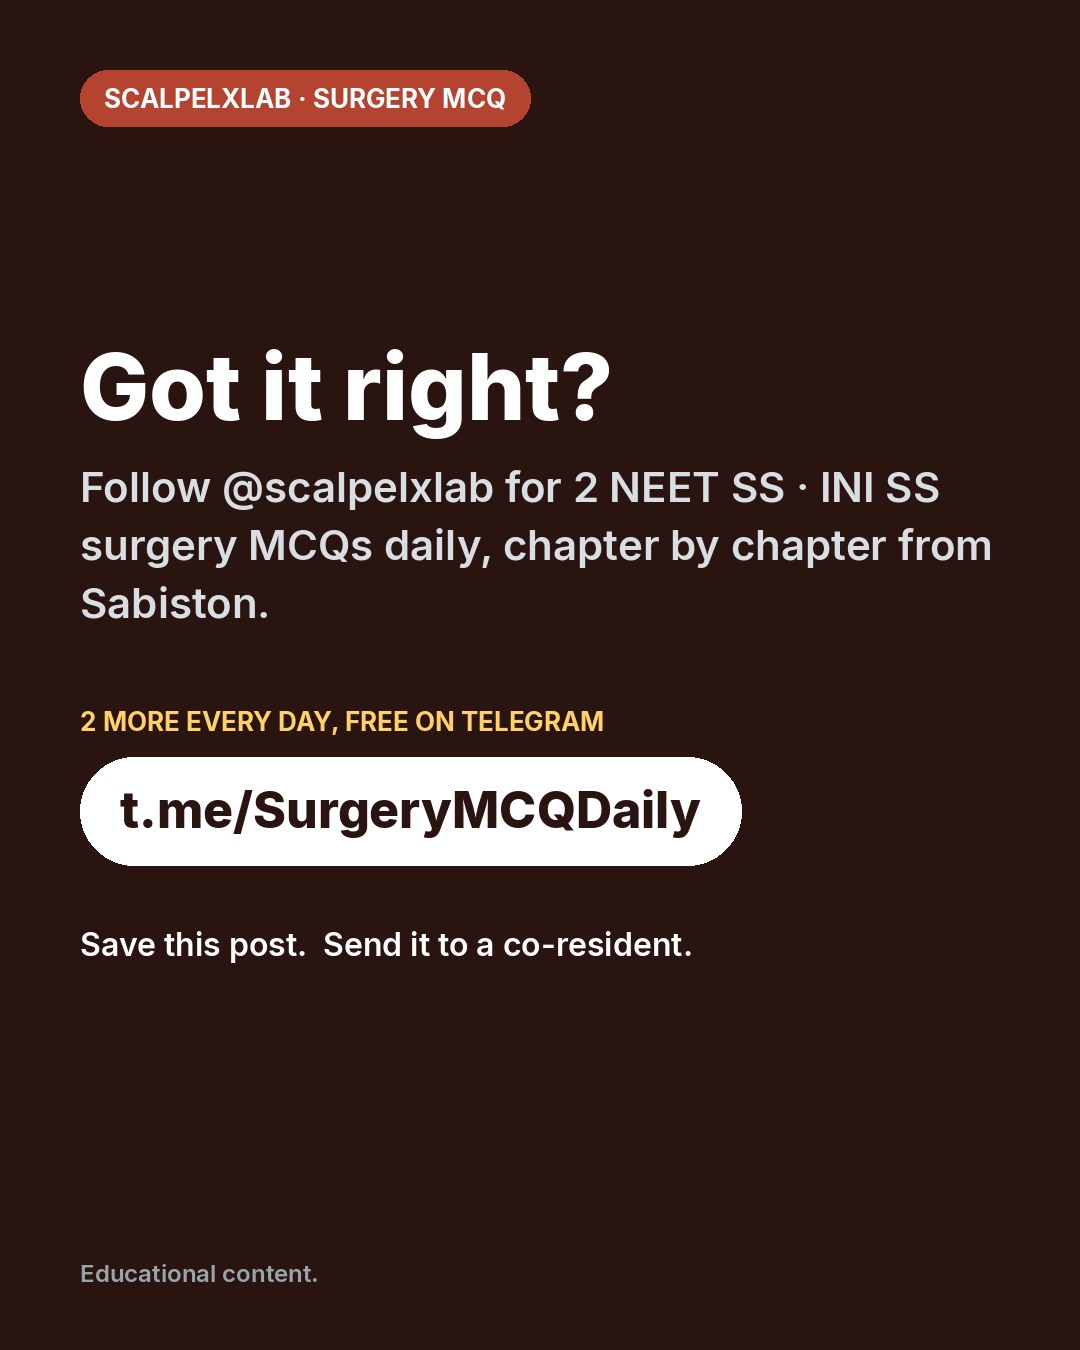 SCALPELXLAB · SURGERY MCQ
Got it right?
Follow @scalpelxlab for 2 NEET SS · INI SS
surgery MCQs daily, chapter by chapter from
Sabiston.
2 MORE EVERY DAY, FREE ON TELEGRAM
t.me/SurgeryMCQDaily
Save this post.  Send it to a co-resident.
Educational content.